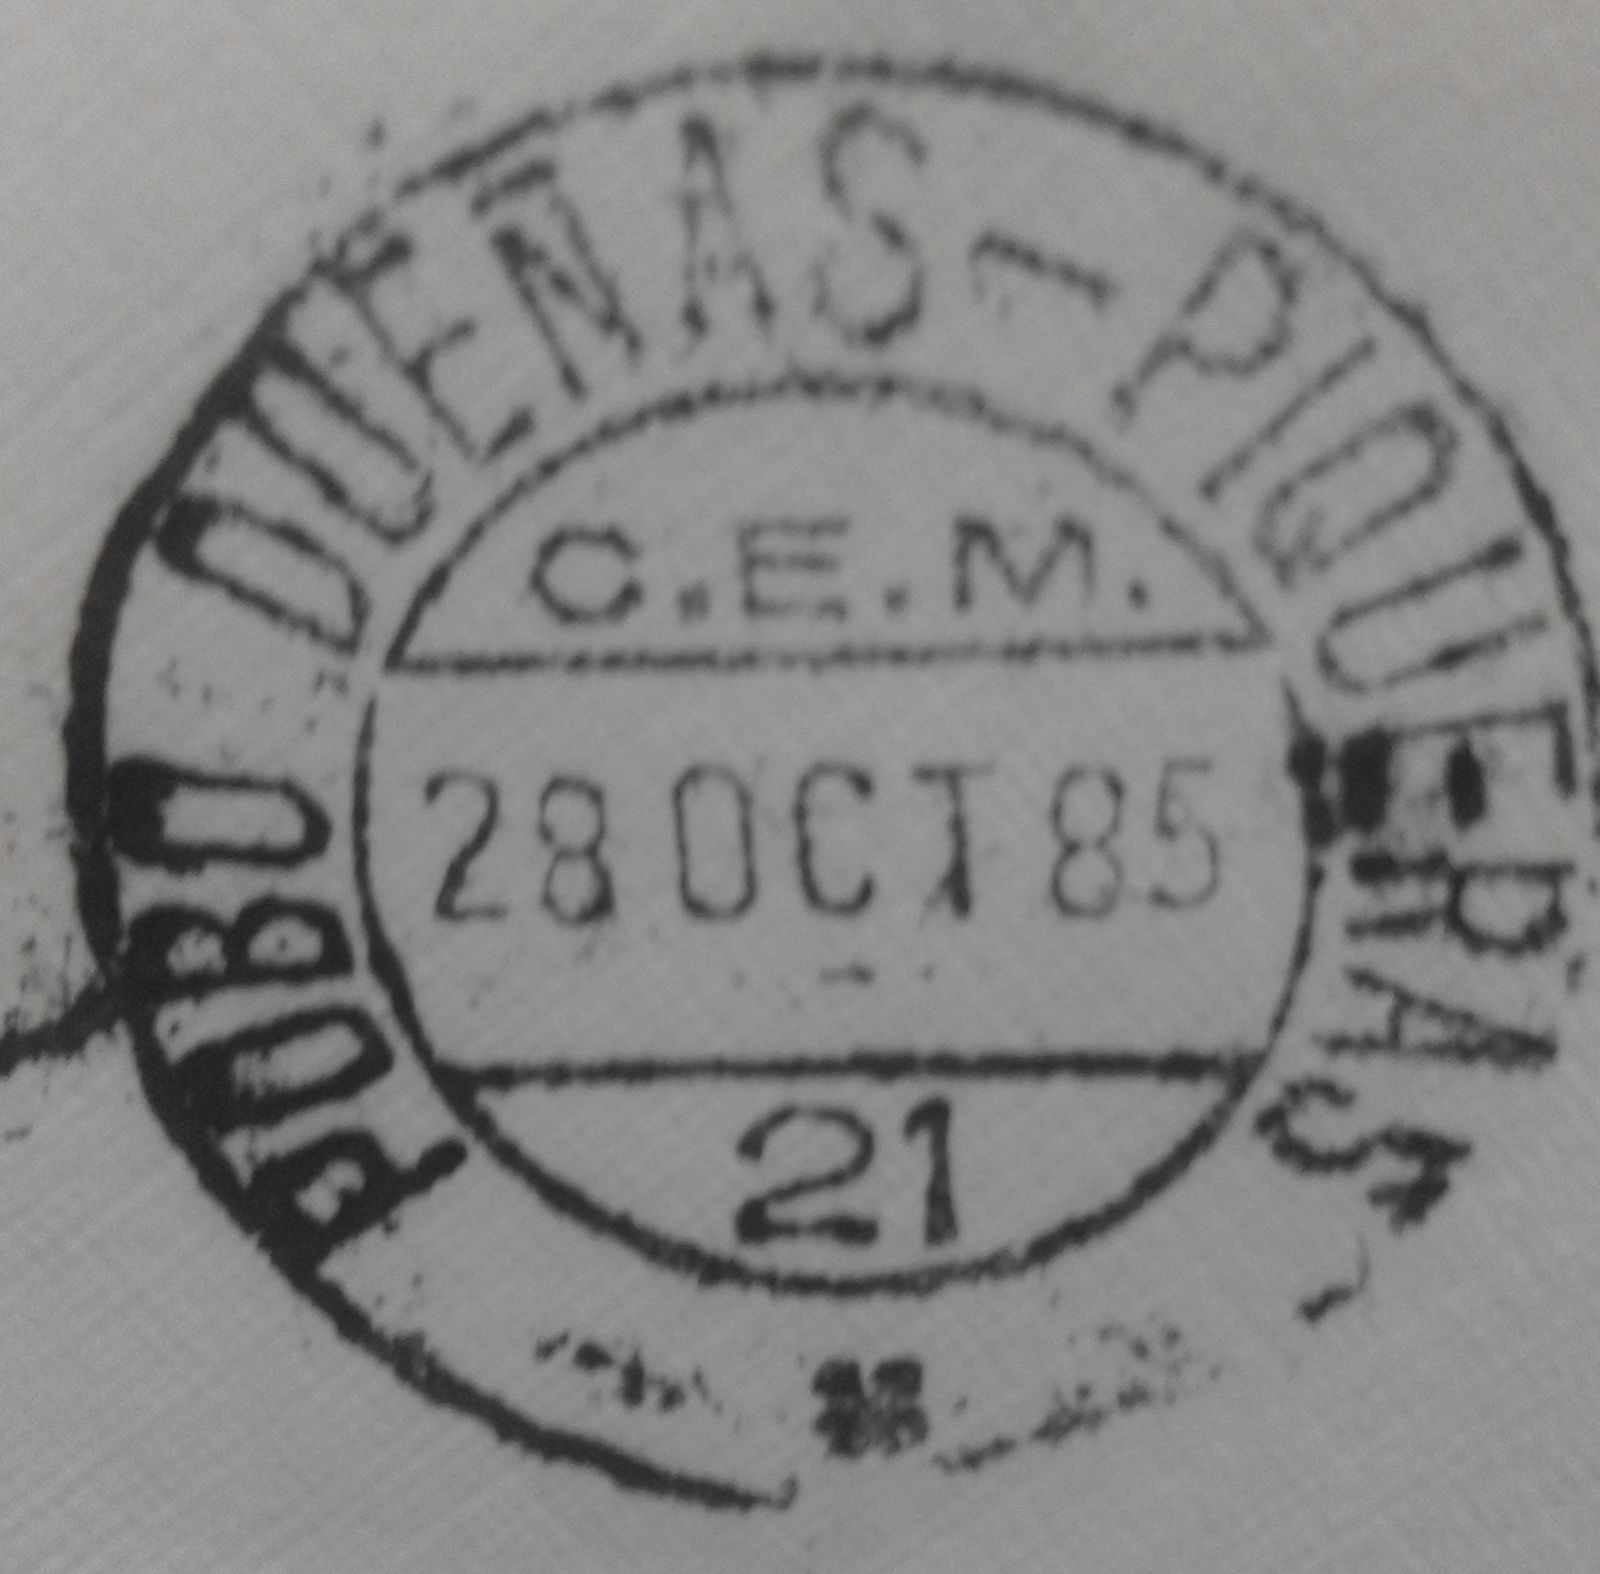 POBO DUEÑAS-PIQUERAS
C.E.M.
28 OCT 85
21